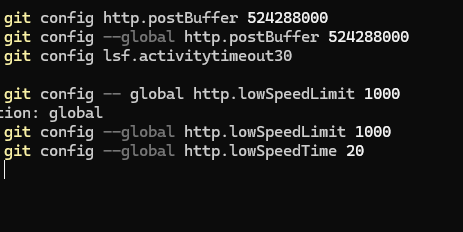 git config http.postBuffer 524288000
git config --global http.postBuffer 524288000
git config lsf.activitytimeout30
git config -- global http.lowSpeedLimit 1000
tion: global
git config --global http.lowSpeedLimit 1000
git config --global http.lowSpeedTime 20